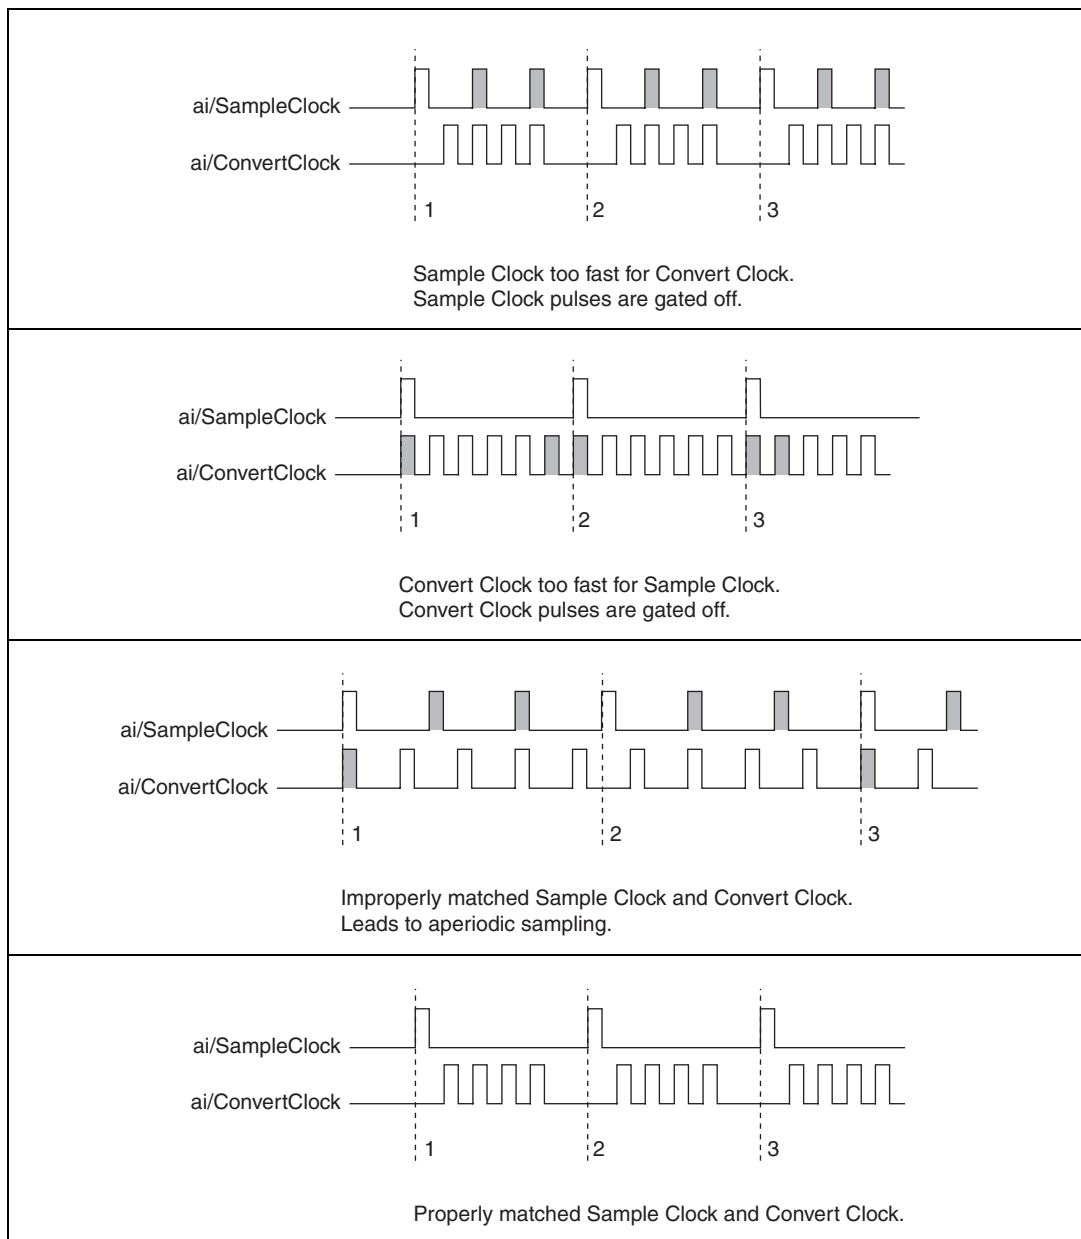 ai/SampleClock
ai/ConvertClock
1
2
3
Sample Clock too fast for Convert Clock.
Sample Clock pulses are gated off.
ai/SampleClock
ai/ConvertClock
1
2
3
Convert Clock too fast for Sample Clock.
Convert Clock pulses are gated off.
ai/SampleClock
ai/ConvertClock
1
2
3
Improperly matched Sample Clock and Convert Clock.
Leads to aperiodic sampling.
ai/SampleClock
ai/ConvertClock
1
2
3
Properly matched Sample Clock and Convert Clock.